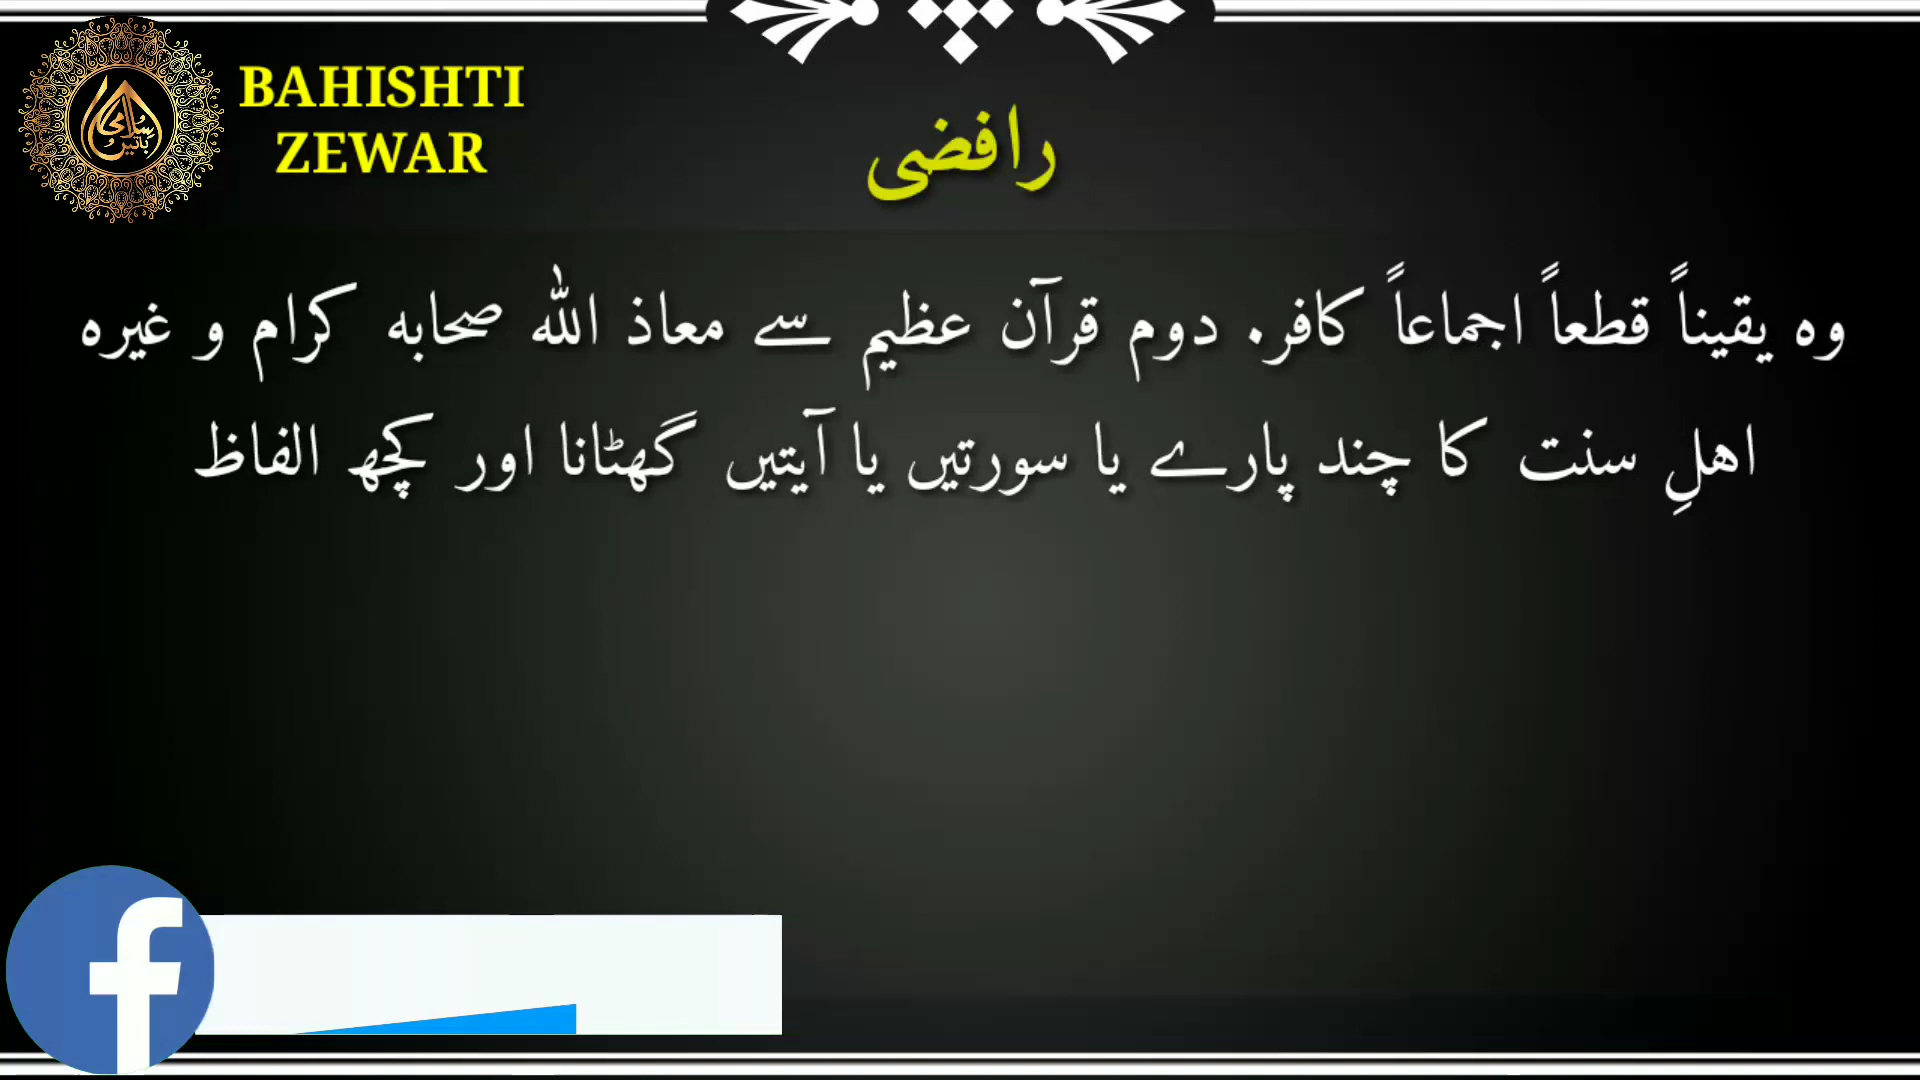 BAHISHTI
ZEWAR
رافضی
وہ یقیناً قطعاً اجماعاً کافر. دوم قرآن عظیم سے معاذ اللہ صحابہ کرام و غیرہ
اھلِ سنت کا چند پارے یا سورتیں یا آیتیں گھٹانا اور کچھ الفاظ